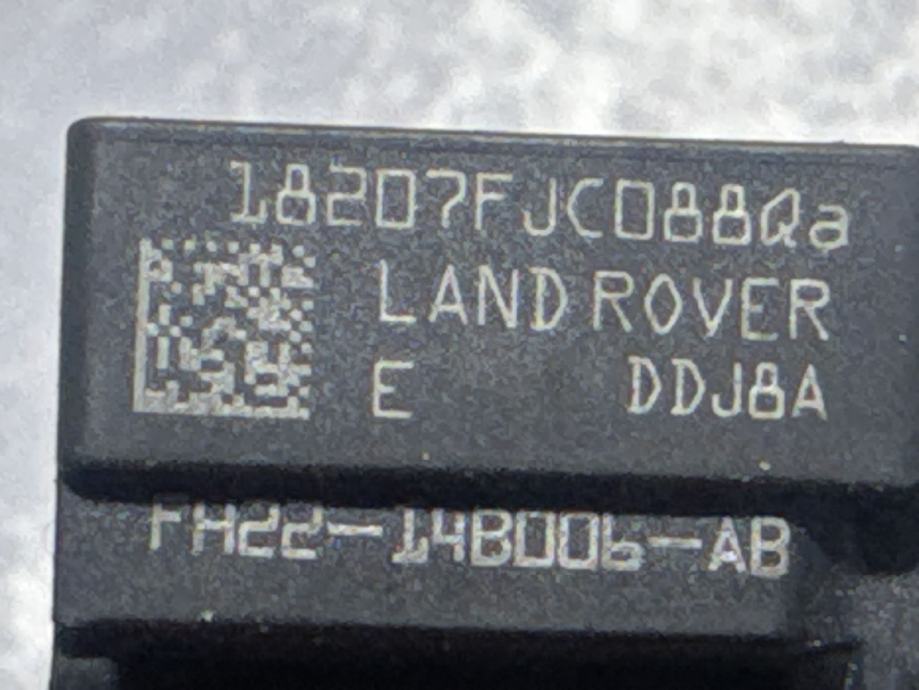 18207FJC088Qa
LAND ROVER
E DDJ8A
FH22-14B006-AB